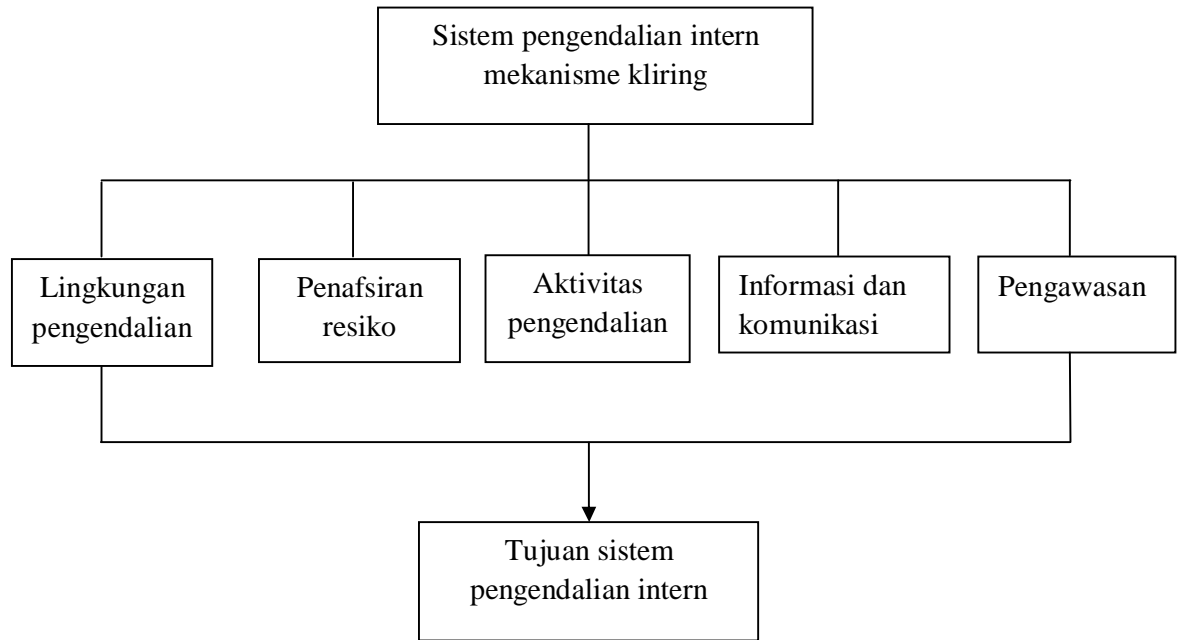 Sistem pengendalian intern
mekanisme kliring
Lingkungan
pengendalian
Penafsiran
resiko
Aktivitas
pengendalian
Informasi dan
komunikasi
Pengawasan
Tujuan sistem
pengendalian intern